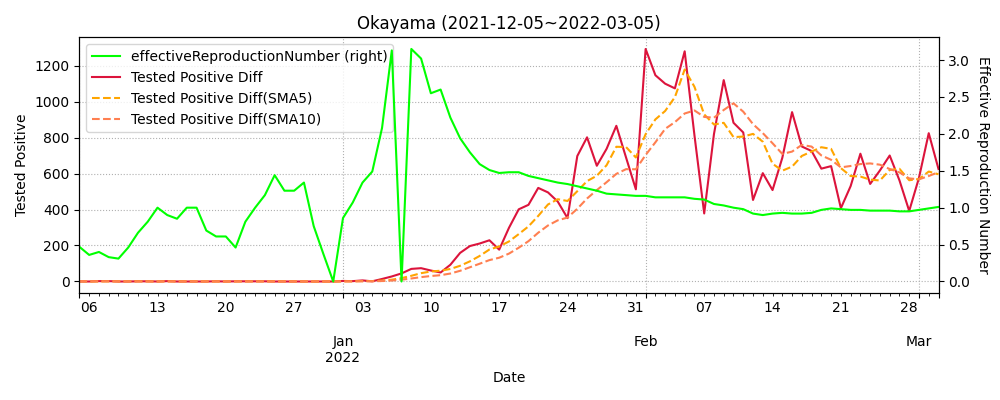 Okayama (2021-12-05~2022-03-05)
effectiveReproductionNumber (right)
Tested Positive Diff
Tested Positive Diff(SMA5)
Tested Positive Diff(SMA10)
Tested Positive
1200
1000
800
600
400
200
0
Effective Reproduction Number
3.0
2.5
2.0
1.5
1.0
0.5
0.0
06 13 20 27 03 10 17 24 31 07 14 21 28
Jan Feb Mar
2022
Date